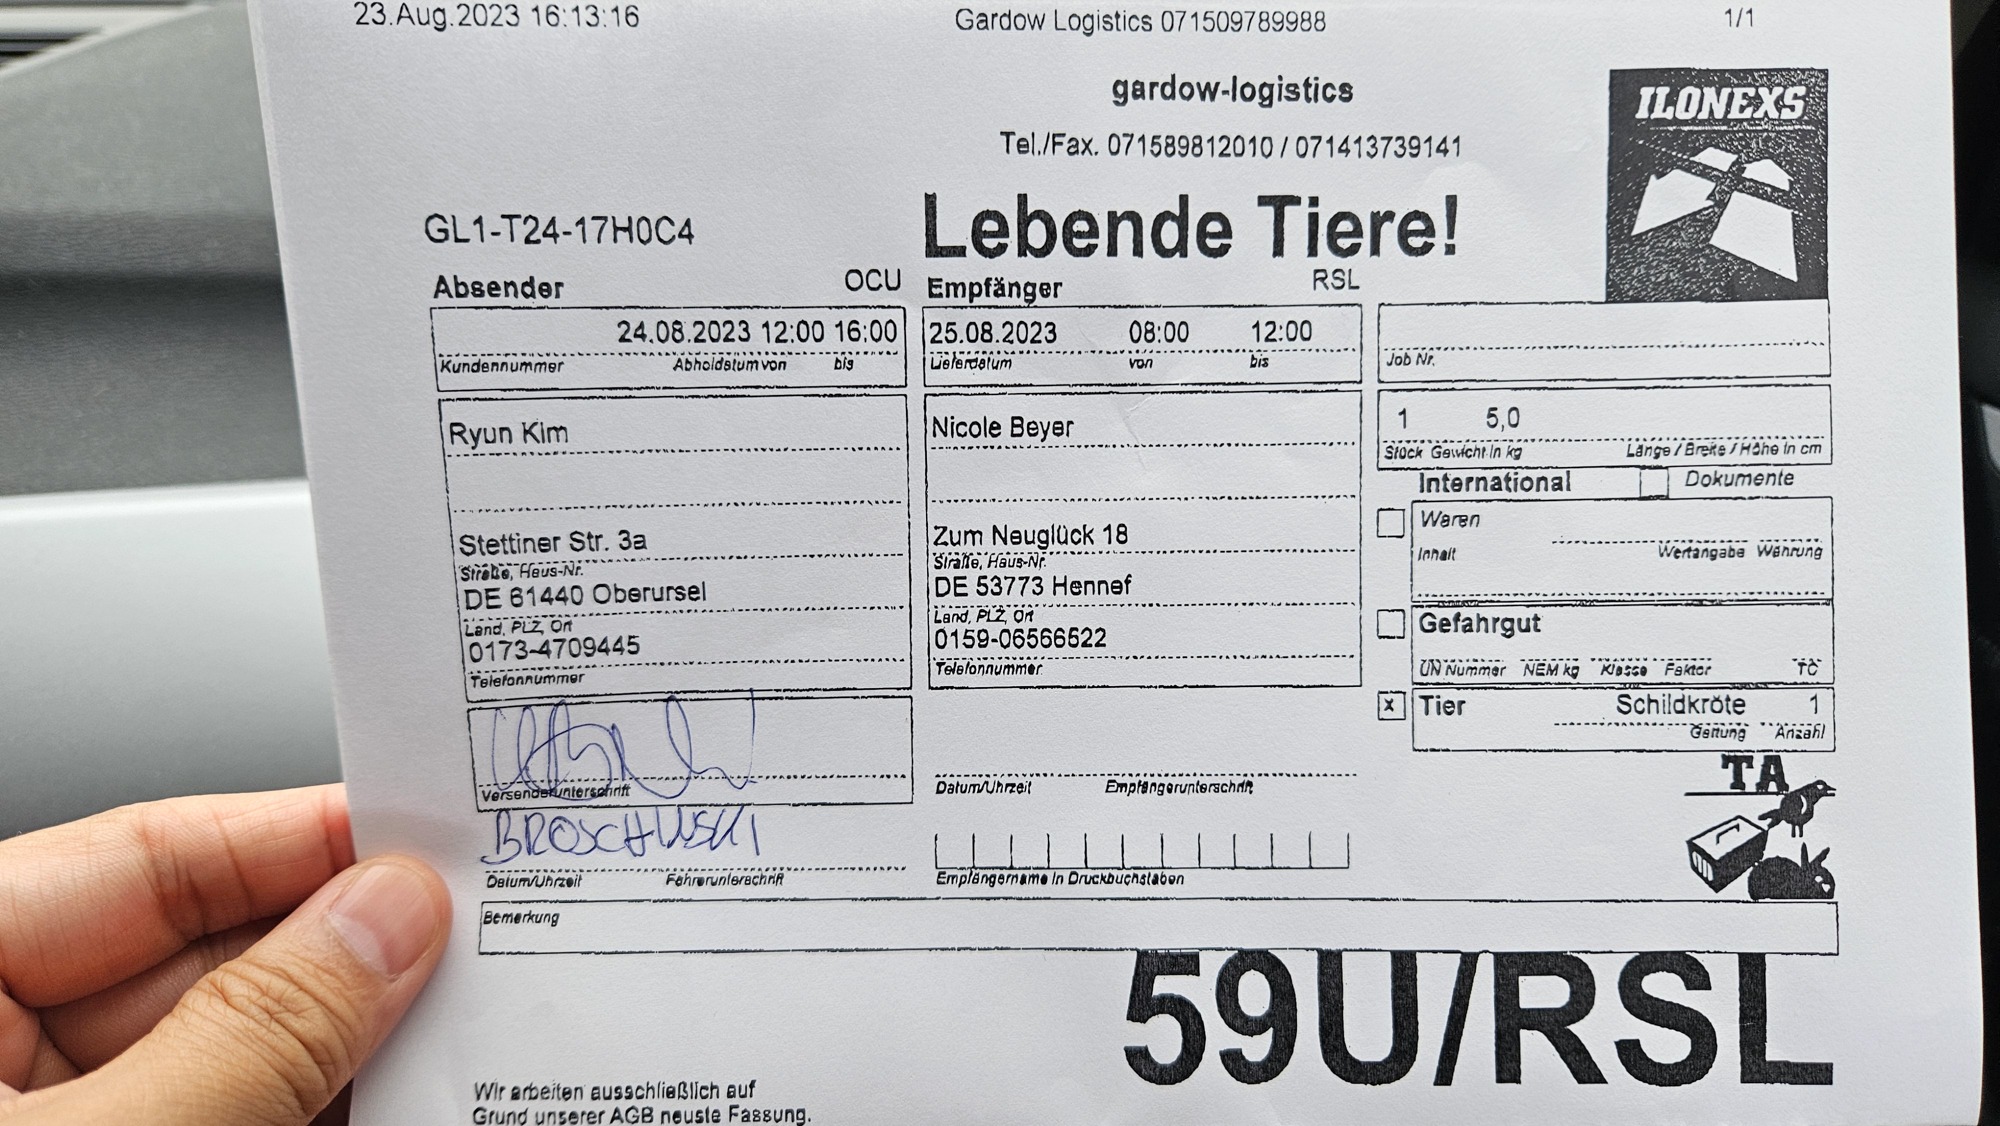 23.Aug.2023 16:13:16 Gardow Logistics 071509789988 1/1
gardow-logistics
Tel./Fax. 071589812010 / 071413739141
ILONEXS
GL1-T24-17H0C4
Lebende Tiere!
Absender OCU
24.08.2023 12:00 16:00
Kundennummer Abholdatum von bis
Ryun Kim
Stettiner Str. 3a
Straße, Haus-Nr.
DE 61440 Oberursel
Land, PLZ, Ort
0173-4709445
Telefonnummer
Versenderunterschrift
BROSCHWSKI
Datum/Uhrzeit Fahrerunterschrift
Empfänger RSL
25.08.2023 08:00 12:00
Lieferdatum von bis
Nicole Beyer
Zum Neuglück 18
Straße, Haus-Nr.
DE 53773 Hennef
Land, PLZ, Ort
0159-06566522
Telefonnummer
Datum/Uhrzeit Empfängerunterschrift
Empfängername in Druckbuchstaben
Job Nr.
1 5,0
Stück Gewicht in kg Länge / Breite / Höhe in cm
International Dokumente
Waren
Inhalt Wertangabe Währung
Gefahrgut
UN Nummer NEM kg Klasse Faktor TC
x Tier Schildkröte 1
Gattung Anzahl
TA
Bemerkung
59U/RSL
Wir arbeiten ausschließlich auf
Grund unserer AGB neuste Fassung.